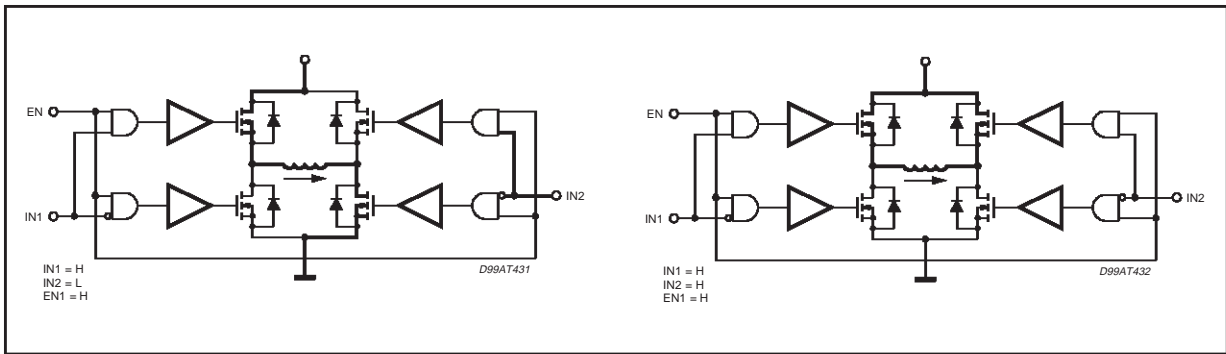 EN
IN1
IN2
D99AT431
IN1 = H
IN2 = L
EN1 = H
EN
IN1
IN2
D99AT432
IN1 = H
IN2 = H
EN1 = H